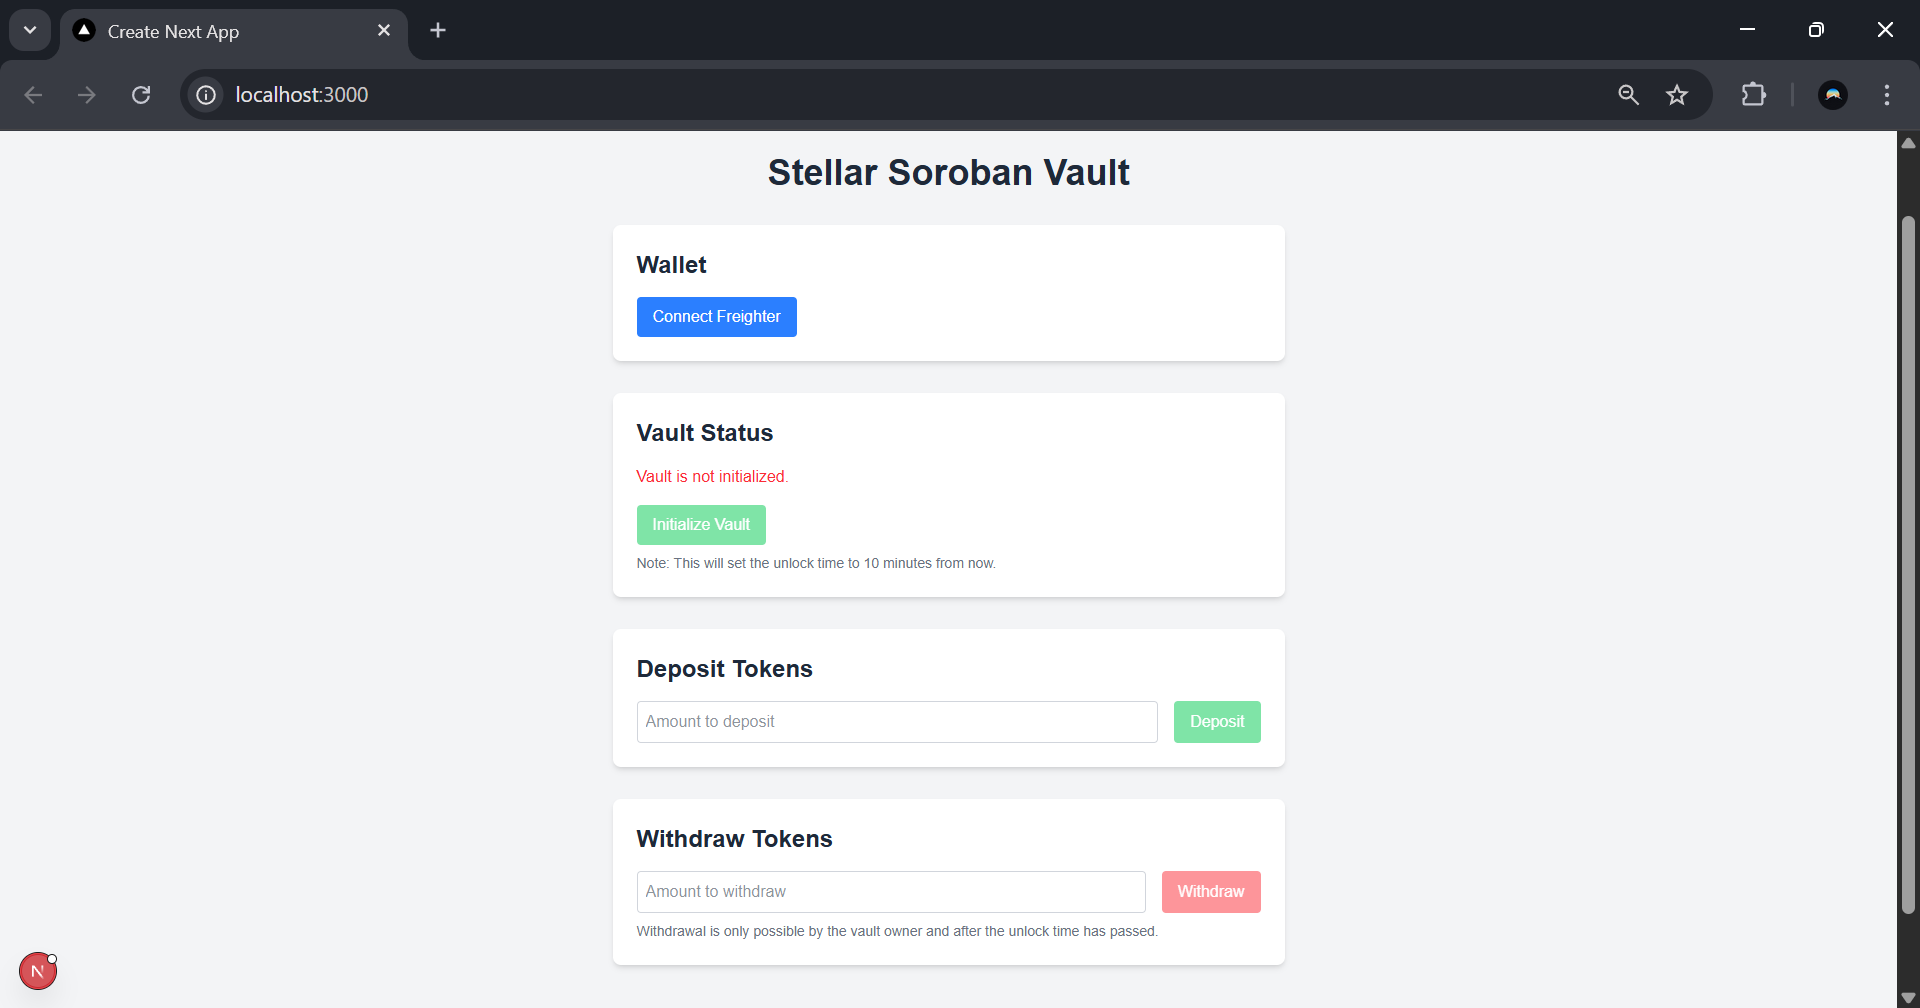 Create Next App
localhost:3000
Stellar Soroban Vault
Wallet
Connect Freighter
Vault Status
Vault is not initialized.
Initialize Vault
Note: This will set the unlock time to 10 minutes from now.
Deposit Tokens
Amount to deposit
Deposit
Withdraw Tokens
Amount to withdraw
Withdraw
Withdrawal is only possible by the vault owner and after the unlock time has passed.
N